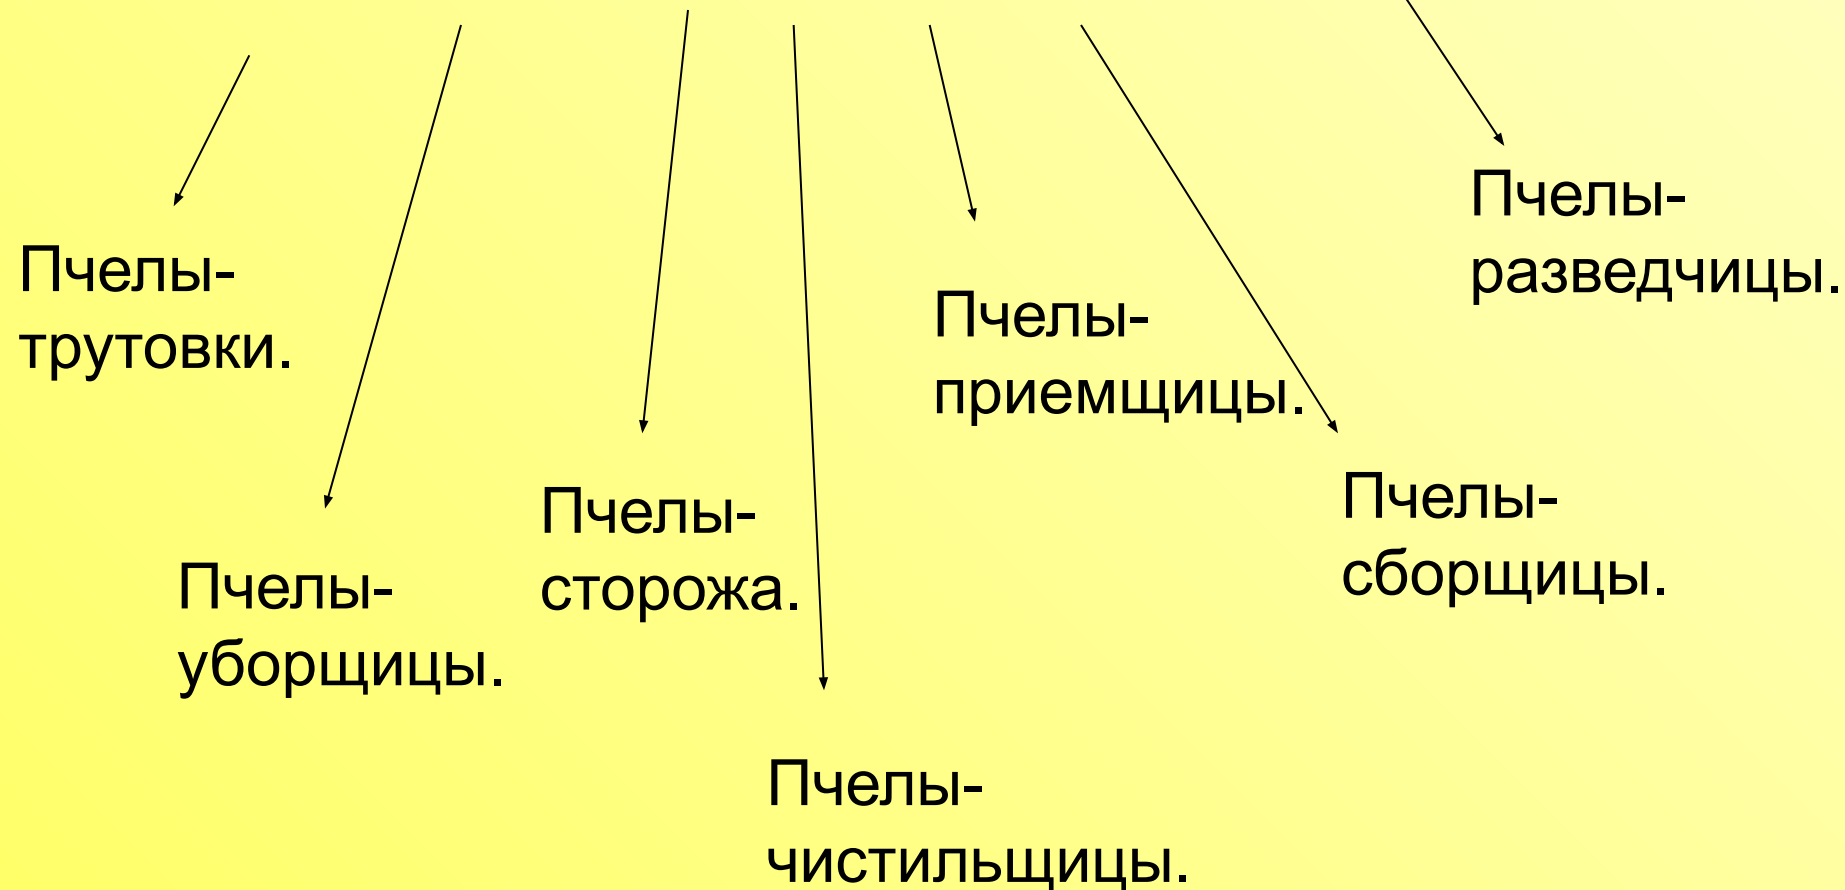 Пчелы-
трутовки.
Пчелы-
уборщицы.
Пчелы-
сторожа.
Пчелы-
чистильщицы.
Пчелы-
приемщицы.
Пчелы-
сборщицы.
Пчелы-
разведчицы.